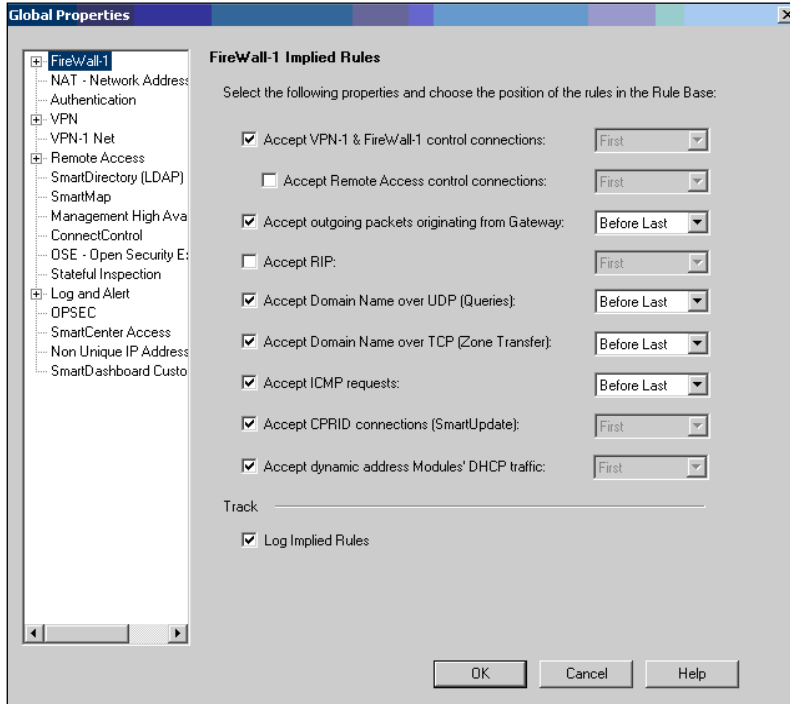 Global Properties
FireWall-1
NAT - Network Address
Authentication
VPN
VPN-1 Net
Remote Access
SmartDirectory (LDAP)
SmartMap
Management High Ava
ConnectControl
OSE - Open Security E
Stateful Inspection
Log and Alert
OPSEC
SmartCenter Access
Non Unique IP Address
SmartDashboard Custo
FireWall-1 Implied Rules
Select the following properties and choose the position of the rules in the Rule Base:
Accept VPN-1 & FireWall-1 control connections: First
Accept Remote Access control connections: First
Accept outgoing packets originating from Gateway: Before Last
Accept RIP: First
Accept Domain Name over UDP (Queries): Before Last
Accept Domain Name over TCP (Zone Transfer): Before Last
Accept ICMP requests: Before Last
Accept CPRID connections (SmartUpdate): First
Accept dynamic address Modules' DHCP traffic: First
Track
Log Implied Rules
OK Cancel Help